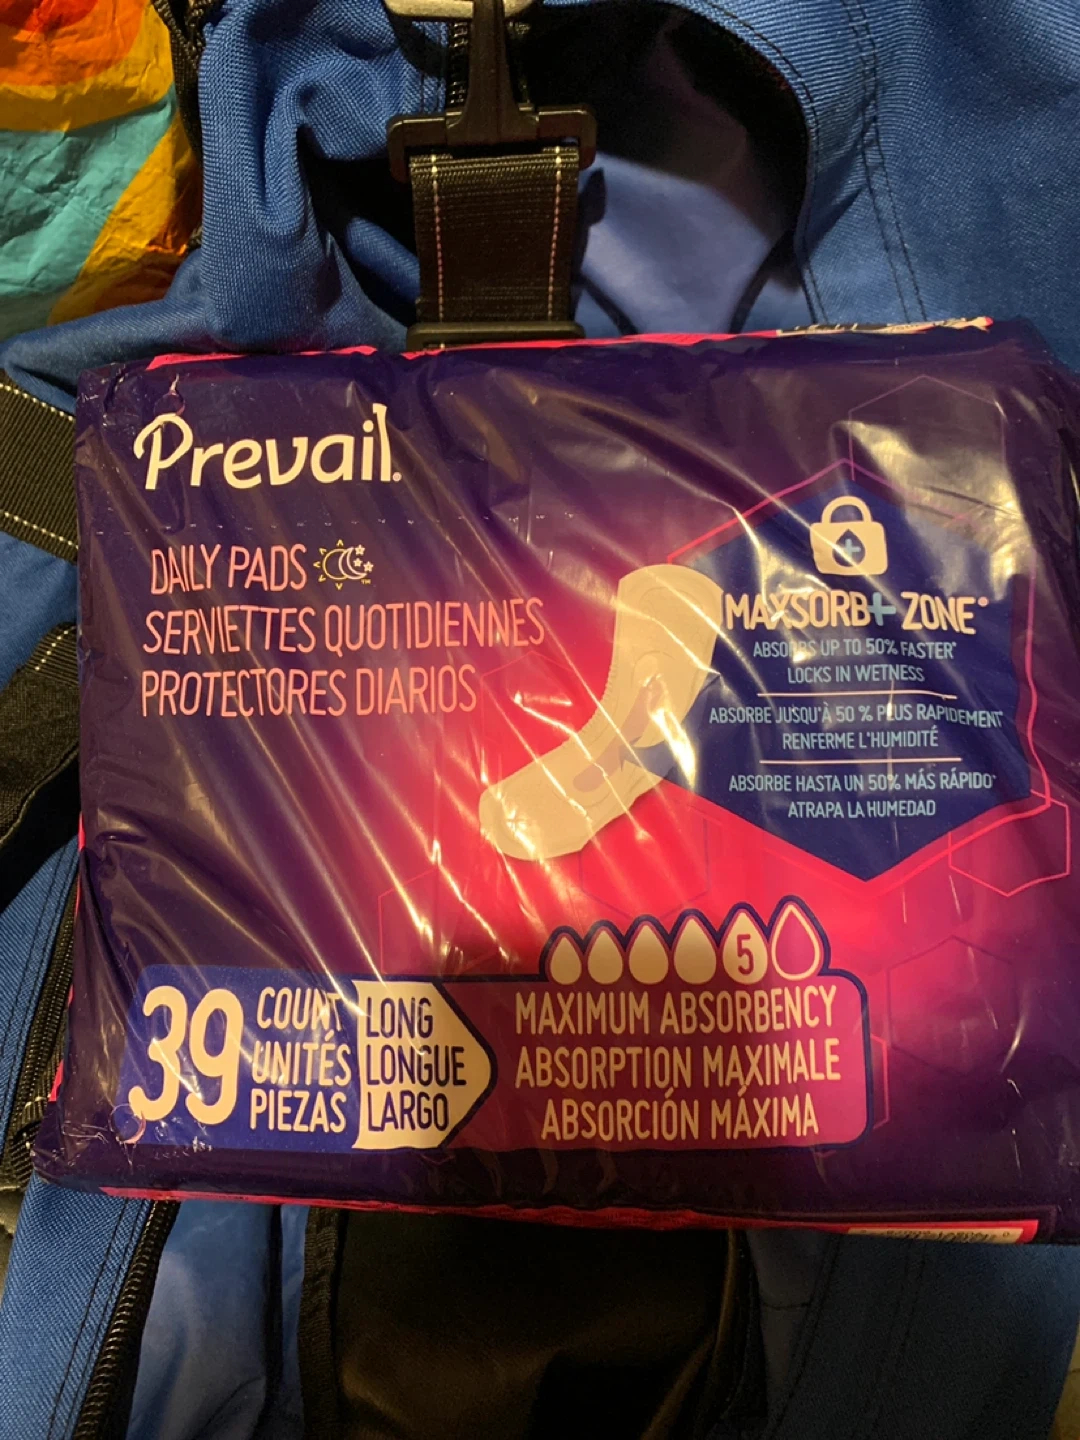 Prevail.
DAILY PADS ™
SERVIETTES QUOTIDIENNES
PROTECTORES DIARIOS
MAXSORB+ ZONE®
ABSORBS UP TO 50% FASTER*
LOCKS IN WETNESS
ABSORBE JUSQU'À 50 % PLUS RAPIDEMENT*
RENFERME L'HUMIDITÉ
ABSORBE HASTA UN 50% MÁS RÁPIDO*
ATRAPA LA HUMEDAD
5
39 COUNT
UNITÉS
PIEZAS
LONG
LONGUE
LARGO
MAXIMUM ABSORBENCY
ABSORPTION MAXIMALE
ABSORCIÓN MÁXIMA